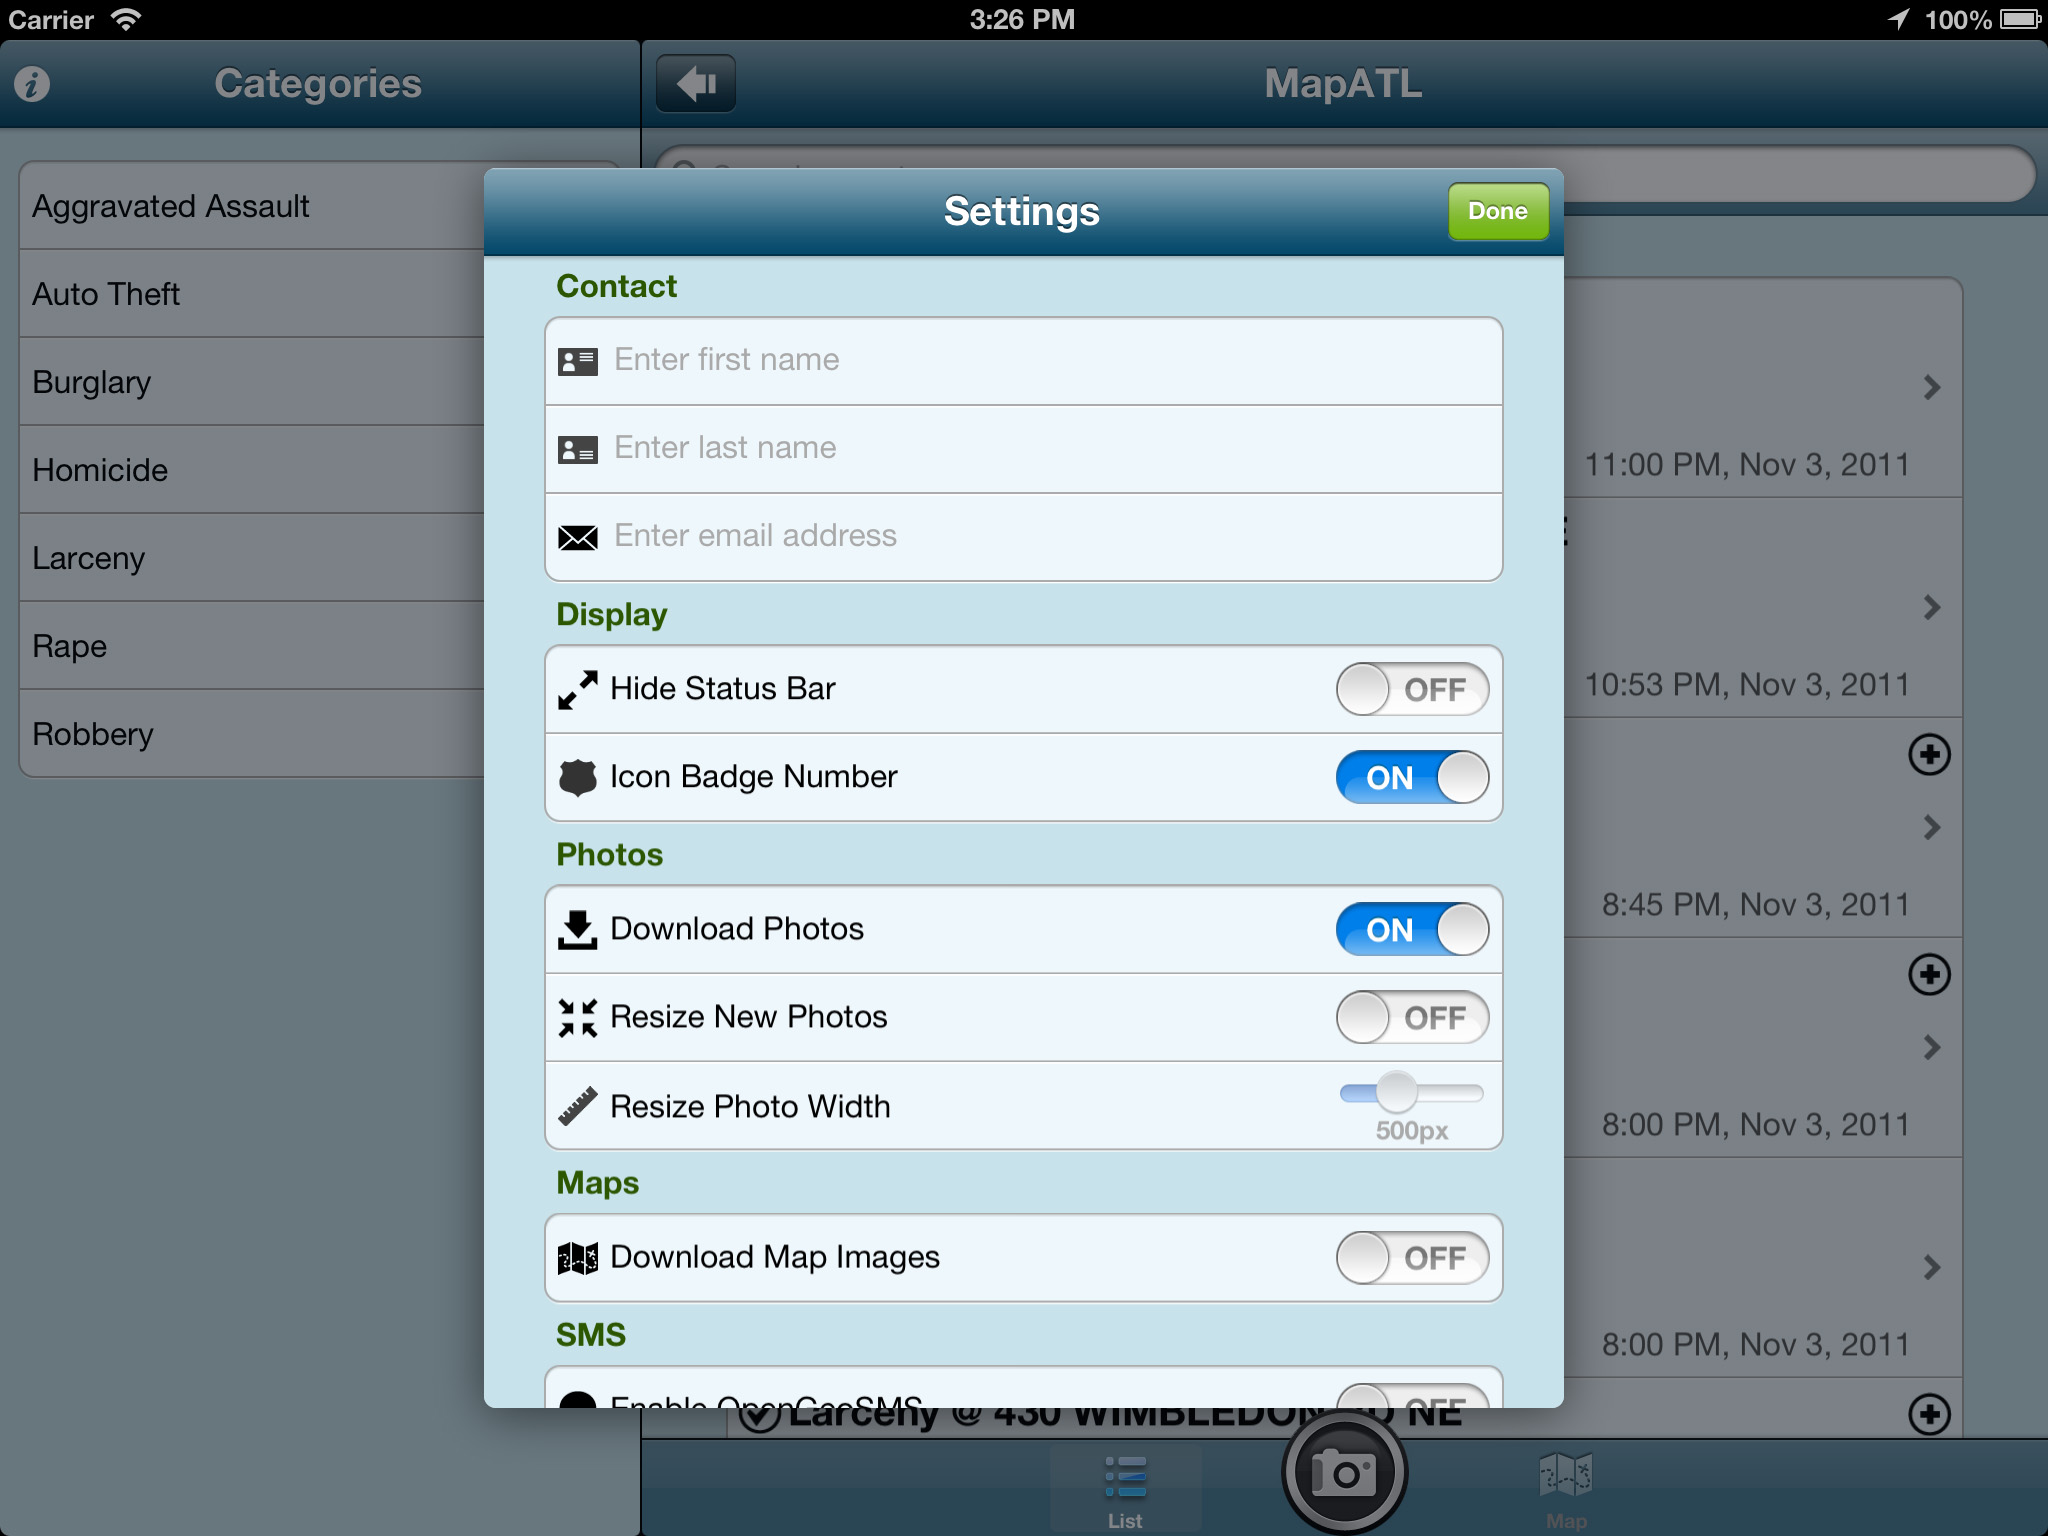 Carrier 3:26 PM 100%
Categories
MapATL
Aggravated Assault
Auto Theft
Burglary
Homicide
Larceny
Rape
Robbery
Settings
Done
Contact
Enter first name
Enter last name
Enter email address
Display
Hide Status Bar OFF
Icon Badge Number ON
Photos
Download Photos ON
Resize New Photos OFF
Resize Photo Width
500px
Maps
Download Map Images OFF
SMS
Enable OpenGeoSMS OFF
11:00 PM, Nov 3, 2011
10:53 PM, Nov 3, 2011
8:45 PM, Nov 3, 2011
8:00 PM, Nov 3, 2011
8:00 PM, Nov 3, 2011
Larceny @ 430 WIMBLEDON RD NE
List
Map